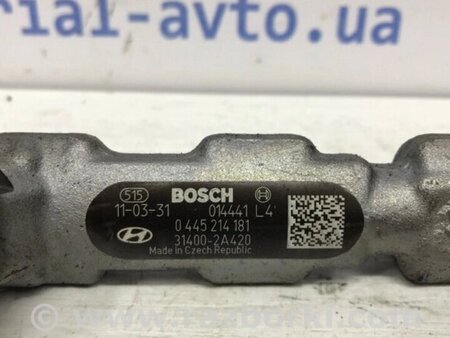 i-avto.ua
515 BOSCH
11-03-31 014441 L4
0 445 214 181
31400-2A420
Made in Czech Republic